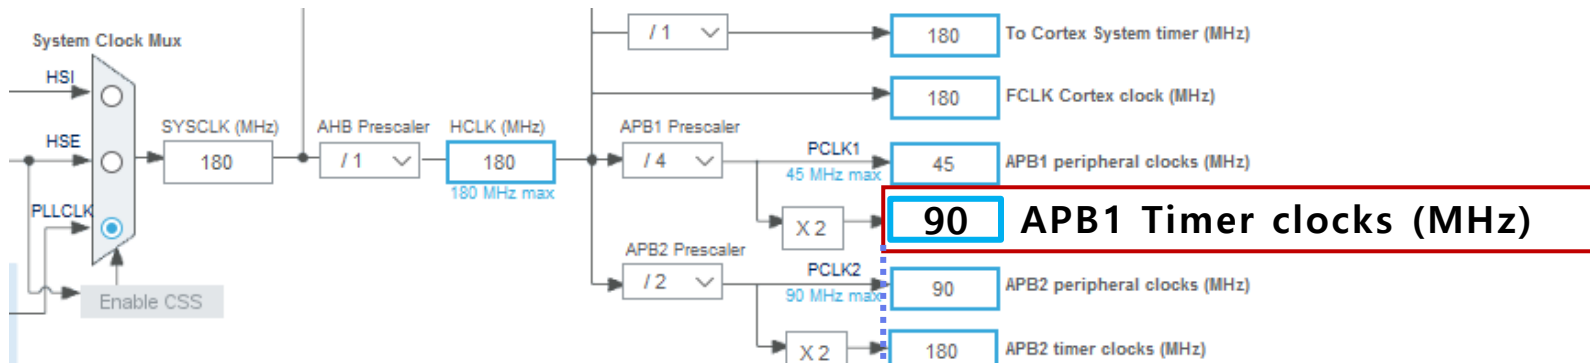 / 1
180
To Cortex System timer (MHz)
System Clock Mux
HSI
180
FCLK Cortex clock (MHz)
SYSCLK (MHz)
AHB Prescaler
HCLK (MHz)
APB1 Prescaler
HSE
180
/ 1
180
/ 4
PCLK1
45
APB1 peripheral clocks (MHz)
180 MHz max
45 MHz max
PLLCLK
X 2
90
APB1 Timer clocks (MHz)
APB2 Prescaler
PCLK2
/ 2
90
APB2 peripheral clocks (MHz)
90 MHz max
Enable CSS
X 2
180
APB2 timer clocks (MHz)